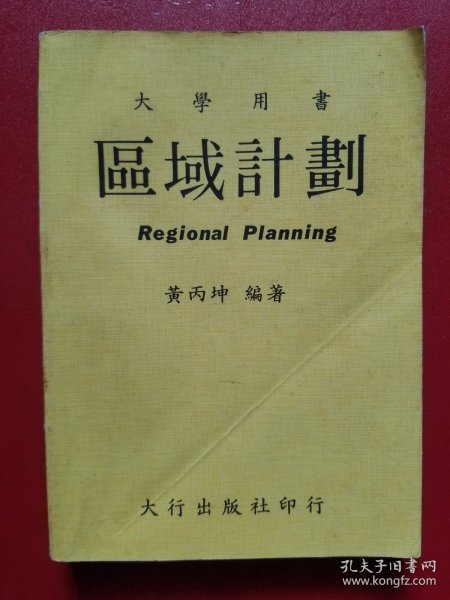 大學用書
區域計劃
Regional Planning
黃丙坤 編著
大行出版社印行
孔夫子旧书网
www.kongfz.com